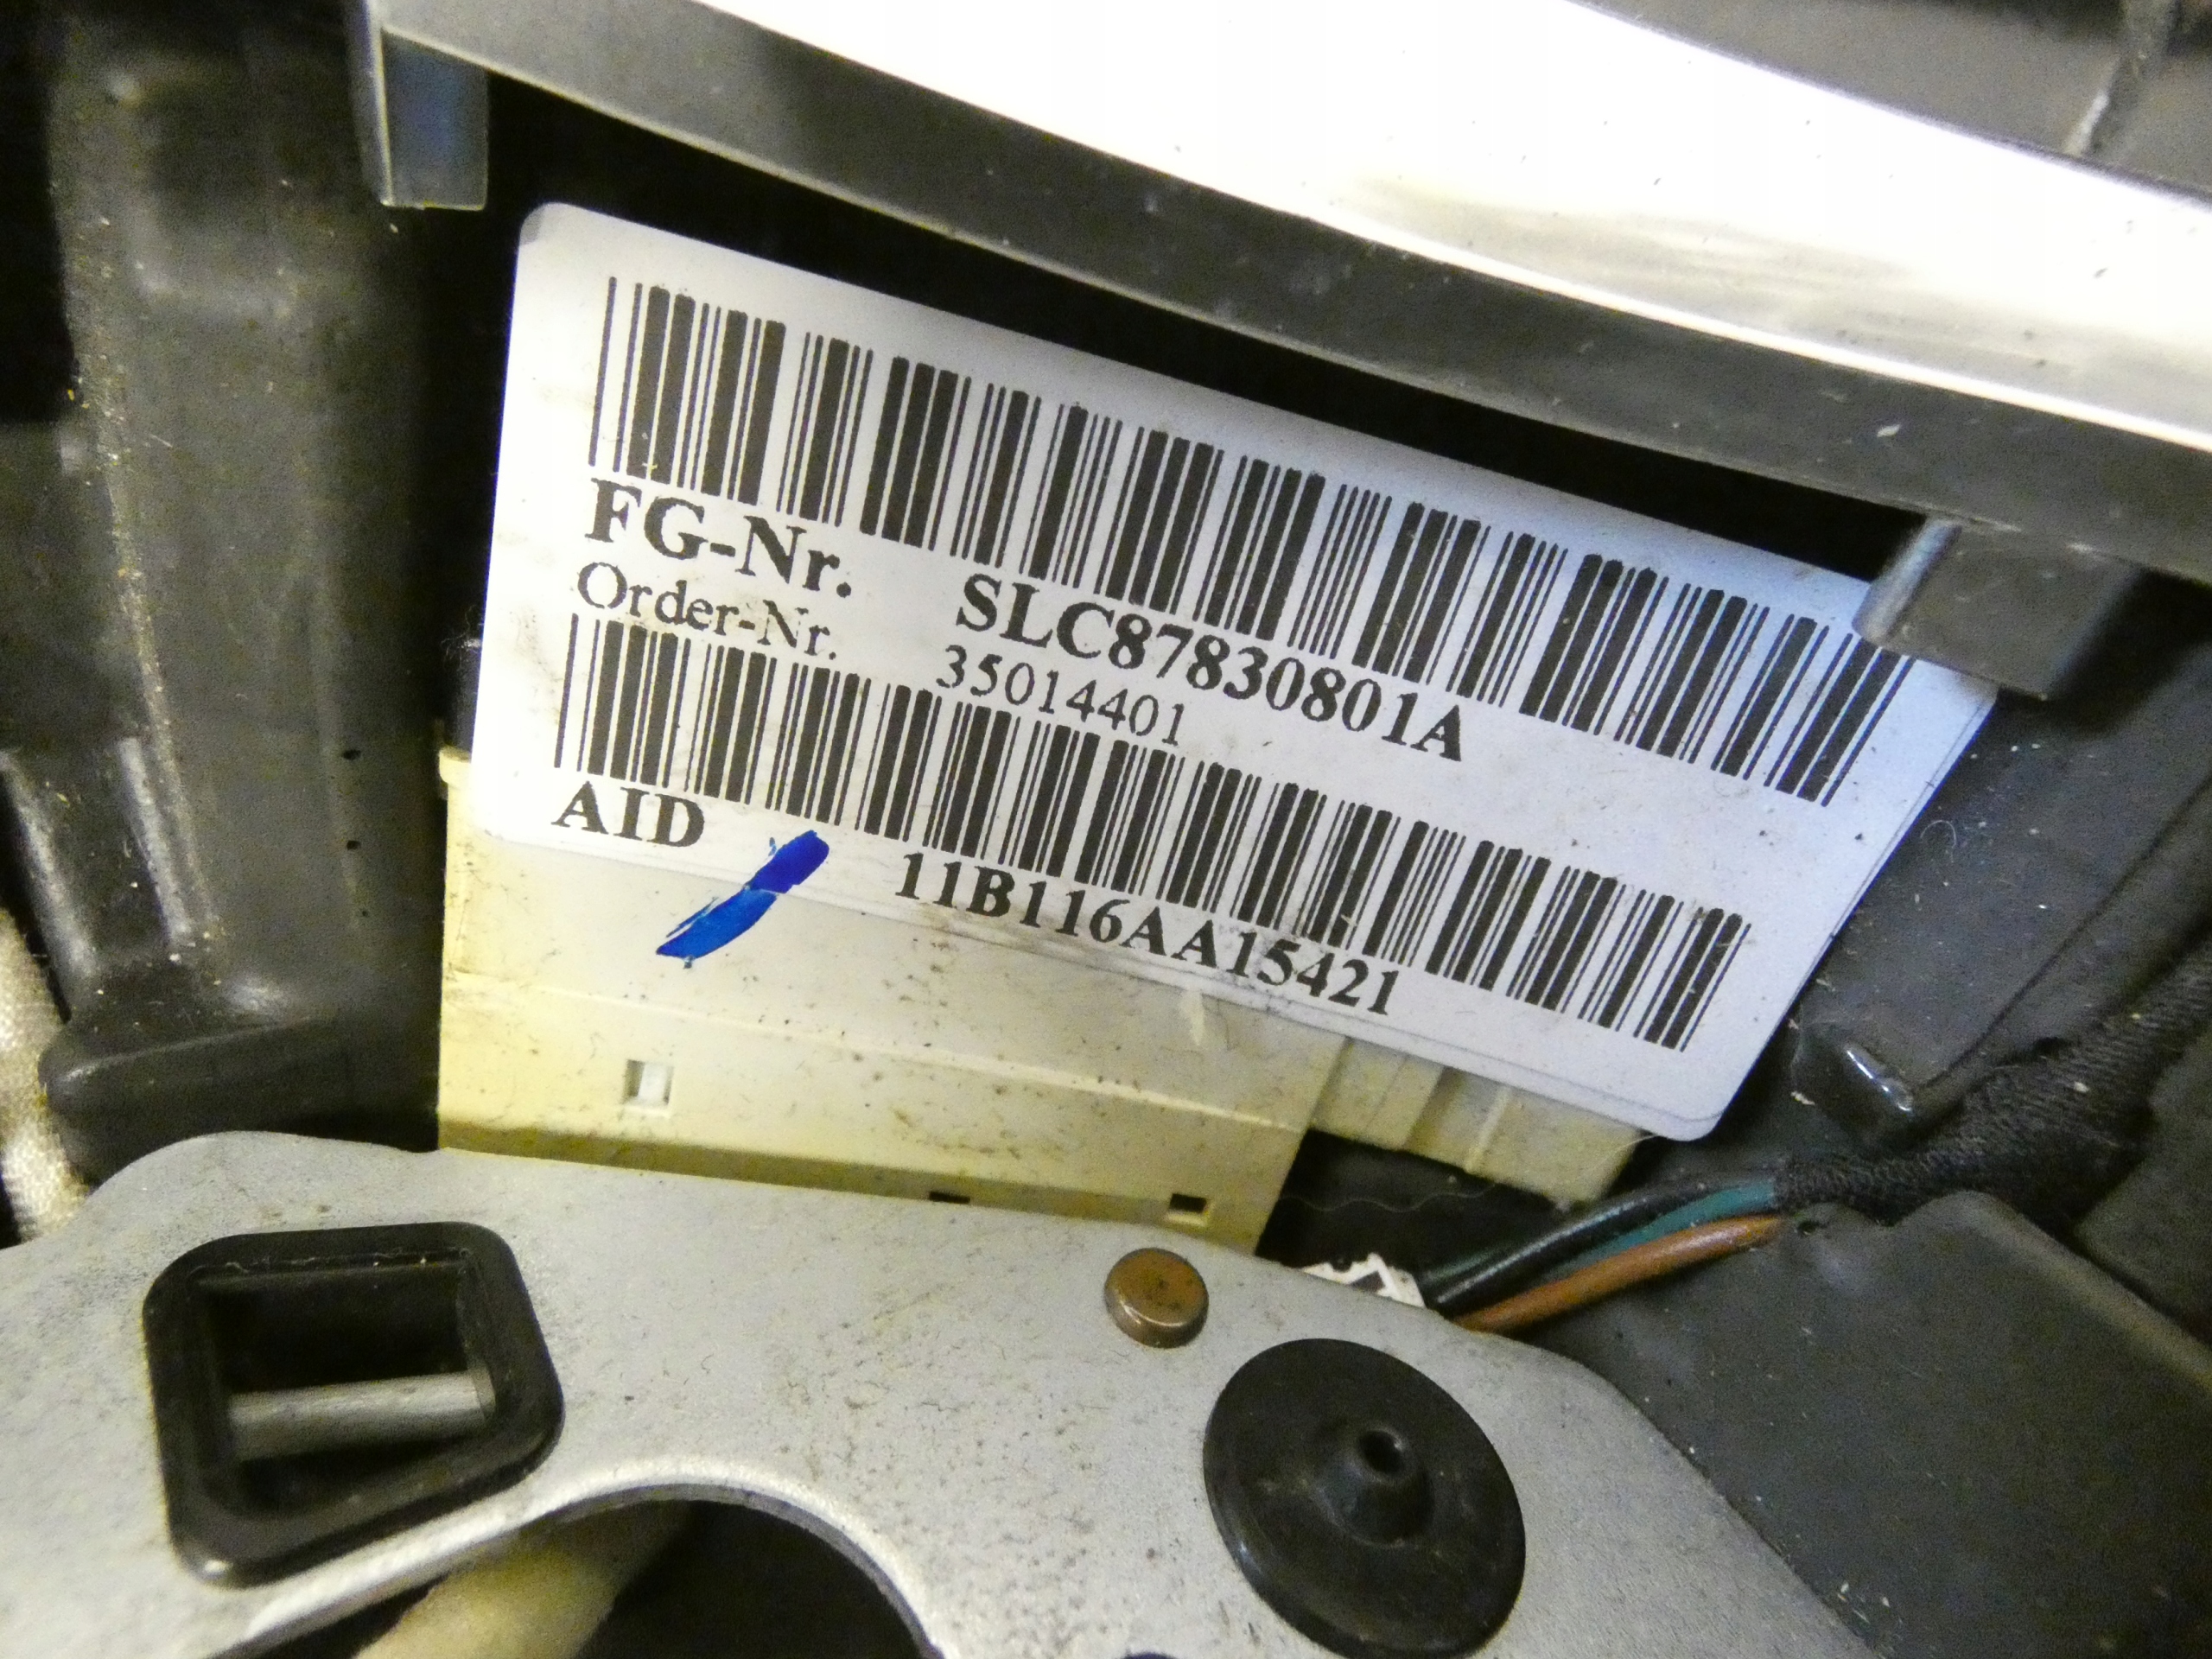 FG-Nr. SLC87830801A
Order-Nr. 35014401
AID 11B116AA15421